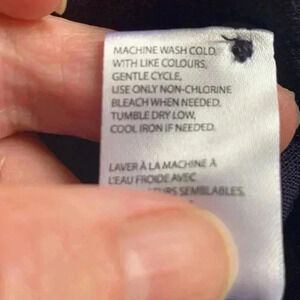 MACHINE WASH COLD,
WITH LIKE COLOURS,
GENTLE CYCLE,
USE ONLY NON-CHLORINE
BLEACH WHEN NEEDED,
TUMBLE DRY LOW,
COOL IRON IF NEEDED.
LAVER À LA MACHINE À
L'EAU FROIDE AVEC
SEMBLABLES,